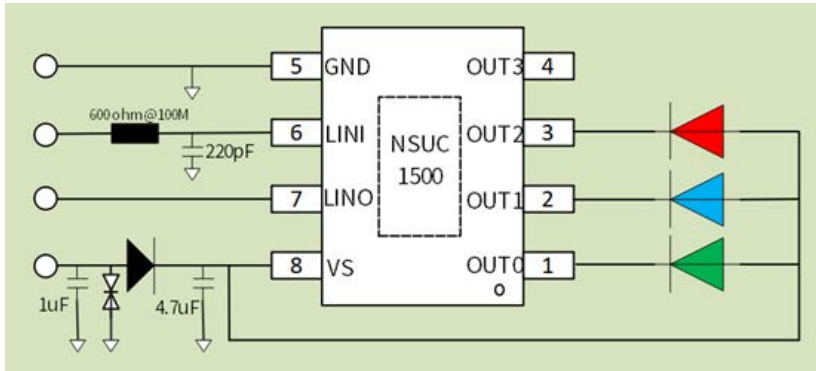 5 GND OUT3 4
600ohm@100M
6 LINI OUT2 3
220pF
NSUC
1500
7 LINO OUT1 2
8 VS OUT0 1
1uF 4.7uF